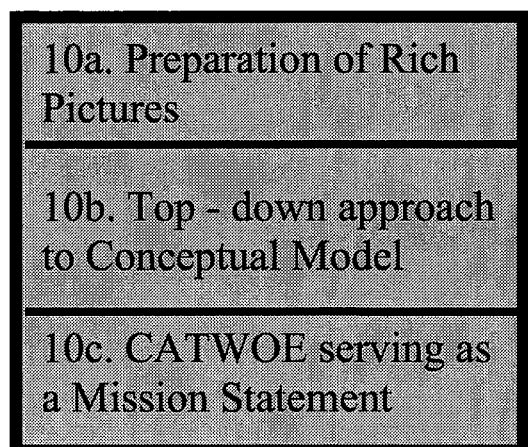 10a. Preparation of Rich
Pictures
10b. Top - down approach
to Conceptual Model
10c. CATWOE serving as
a Mission Statement